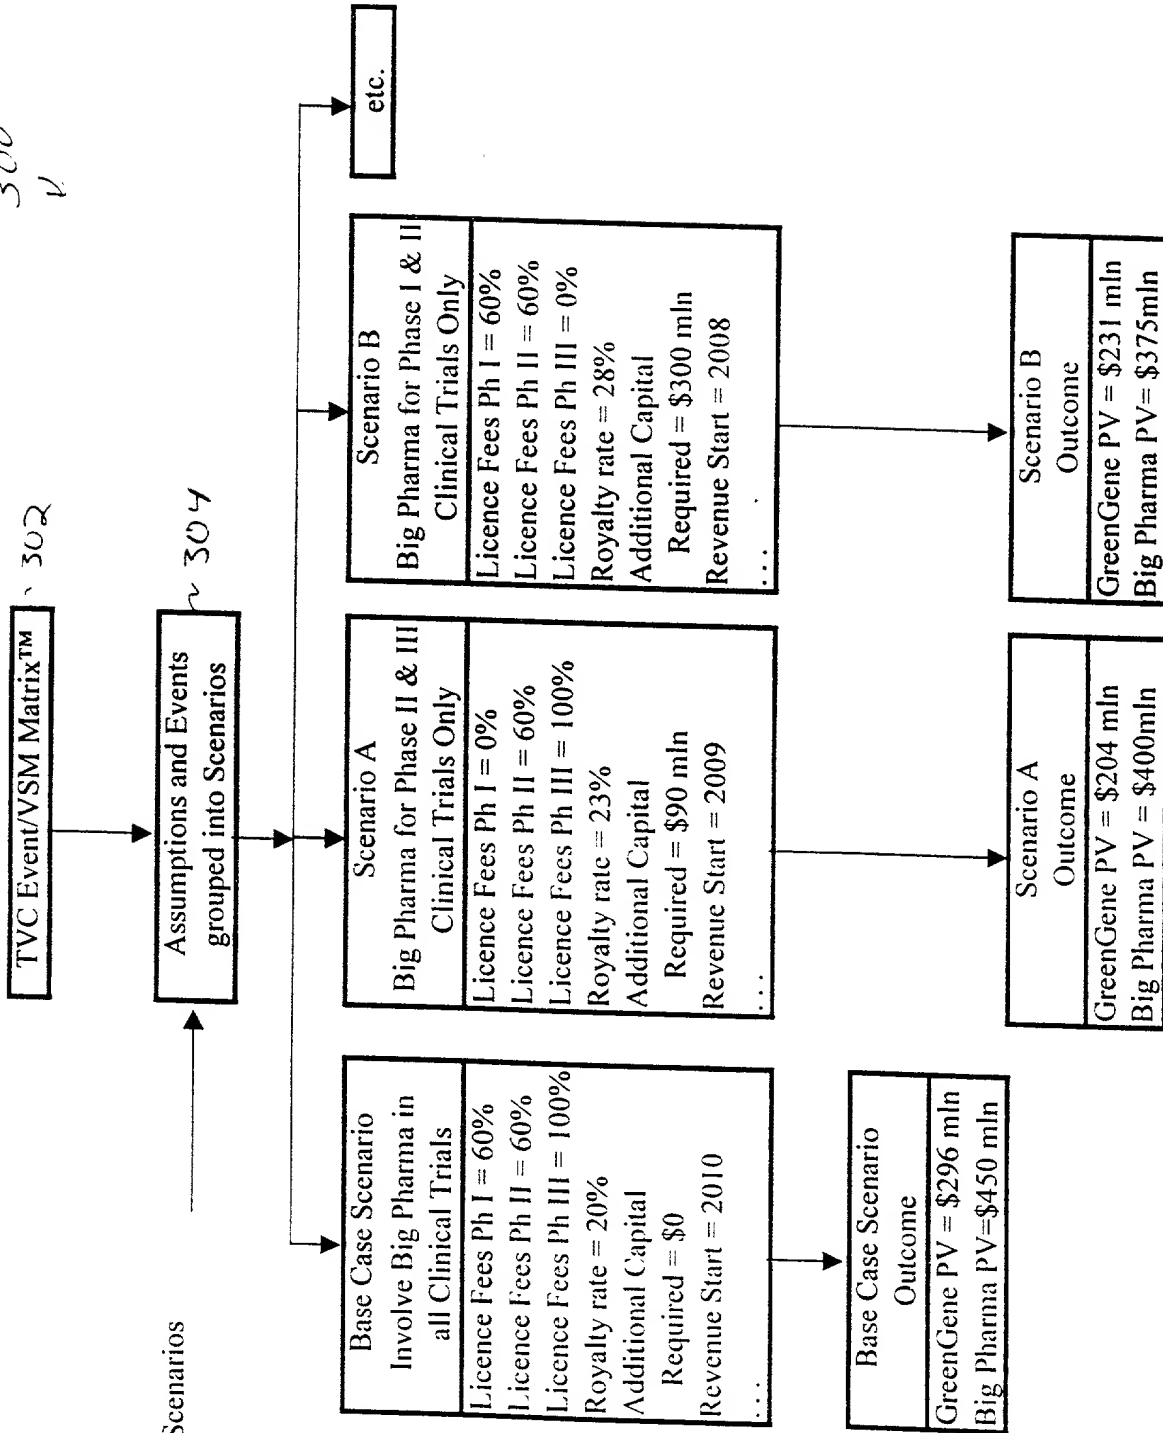 300
TVC Event/VSM Matrix™
302
Scenarios
Assumptions and Events
grouped into Scenarios
304
Base Case Scenario
Involve Big Pharma in
all Clinical Trials
Licence Fees Ph I = 60%
Licence Fees Ph II = 60%
Licence Fees Ph III = 100%
Royalty rate = 20%
Additional Capital
Required = $0
Revenue Start = 2010
...
Scenario A
Big Pharma for Phase II & III
Clinical Trials Only
Licence Fees Ph I = 0%
Licence Fees Ph II = 60%
Licence Fees Ph III = 100%
Royalty rate = 23%
Additional Capital
Required = $90 mln
Revenue Start = 2009
...
Scenario B
Big Pharma for Phase I & II
Clinical Trials Only
Licence Fees Ph I = 60%
Licence Fees Ph II = 60%
Licence Fees Ph III = 0%
Royalty rate = 28%
Additional Capital
Required = $300 mln
Revenue Start = 2008
...
etc.
Base Case Scenario
Outcome
GreenGene PV = $296 mln
Big Pharma PV=$450 mln
Scenario A
Outcome
GreenGene PV = $204 mln
Big Pharma PV = $400mln
Scenario B
Outcome
GreenGene PV = $231 mln
Big Pharma PV= $375mln